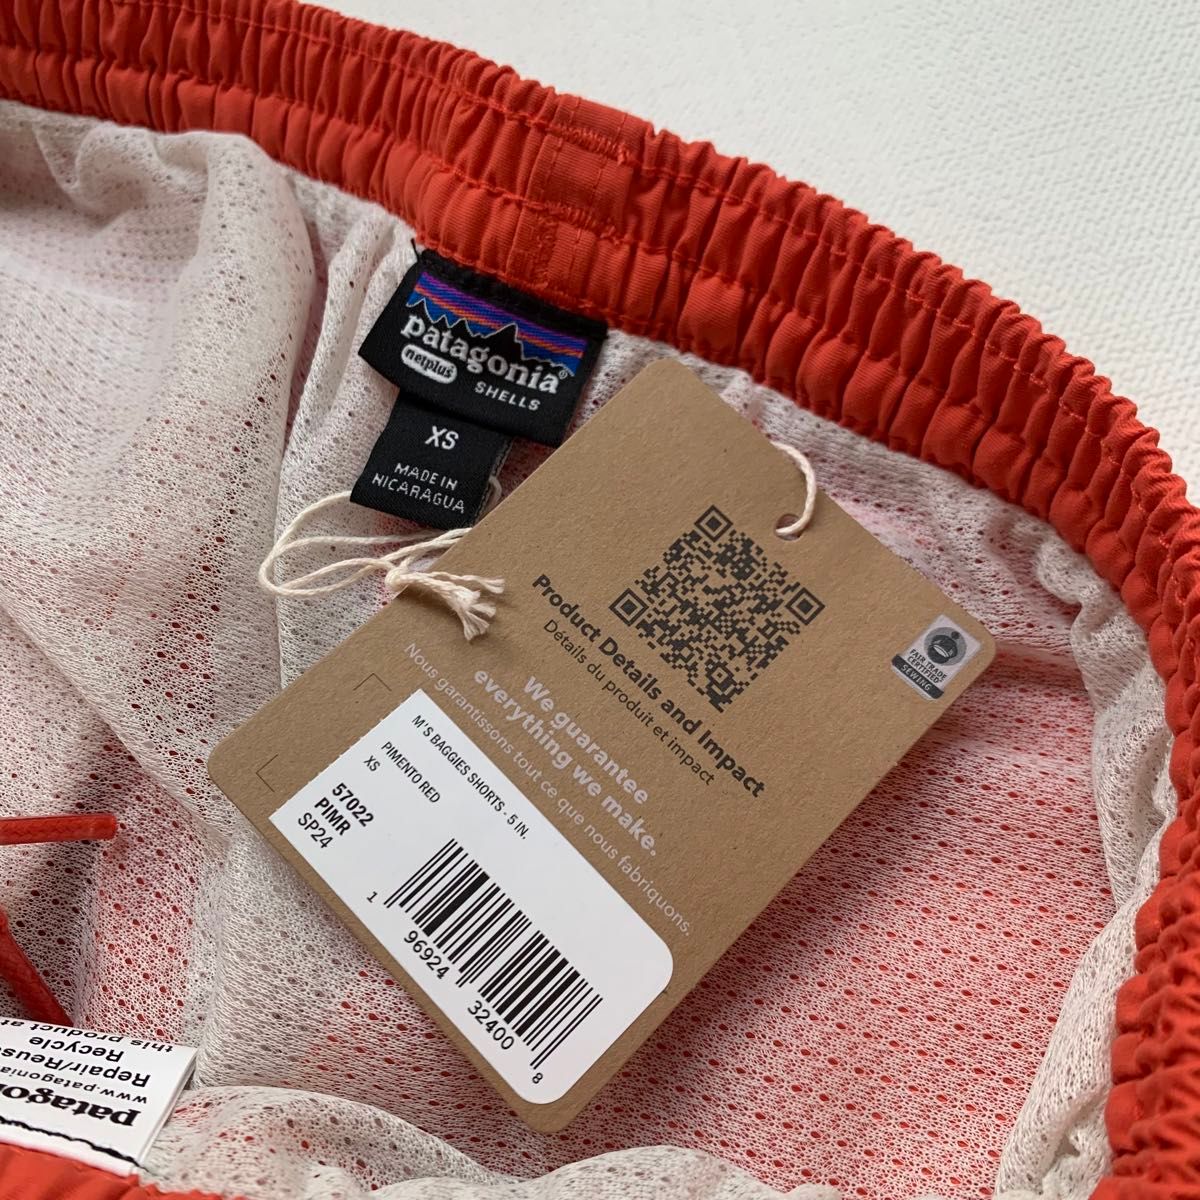 patagonia®
netplus®
SHELLS
XS
MADE IN
NICARAGUA
Product Details and Impact
Détails du produit et impact
We guarantee
everything we make.
Nous garantissons tout ce que nous fabriquons.
FAIR TRADE
CERTIFIED
SEWING
M'S BAGGIES SHORTS - 5 IN.
PIMENTO RED
XS
57022
PIMR
SP24
1 96924 32400 8
patago
www.patagonia
Repair/Reuse
Recycle
this product at